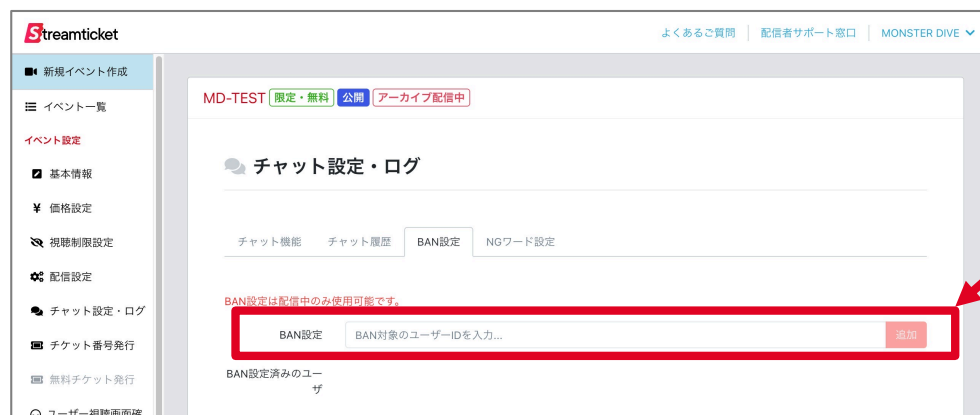 Streamticket
よくあるご質問
配信者サポート窓口
MONSTER DIVE
新規イベント作成
イベント一覧
イベント設定
基本情報
¥ 価格設定
視聴制限設定
配信設定
チャット設定・ログ
チケット番号発行
無料チケット発行
ユーザー視聴画面確
MD-TEST 限定・無料 公開 アーカイブ配信中
チャット設定・ログ
チャット機能 チャット履歴 BAN設定 NGワード設定
BAN設定は配信中のみ使用可能です。
BAN設定 BAN対象のユーザーIDを入力... 追加
BAN設定済みのユー
ザ